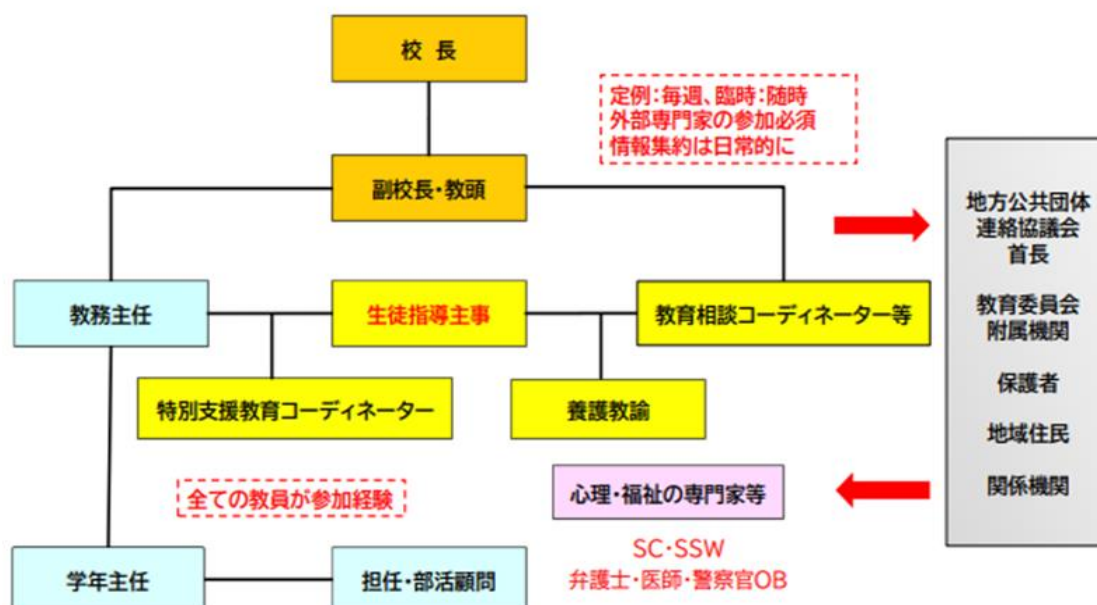 校 長
定例：毎週、臨時：随時
外部専門家の参加必須
情報集約は日常的に
副校長・教頭
地方公共団体
連絡協議会
首長
教育委員会
附属機関
保護者
地域住民
関係機関
教務主任
生徒指導主事
教育相談コーディネーター等
特別支援教育コーディネーター
養護教諭
全ての教員が参加経験
心理・福祉の専門家等
SC・SSW
弁護士・医師・警察官OB
学年主任
担任・部活顧問